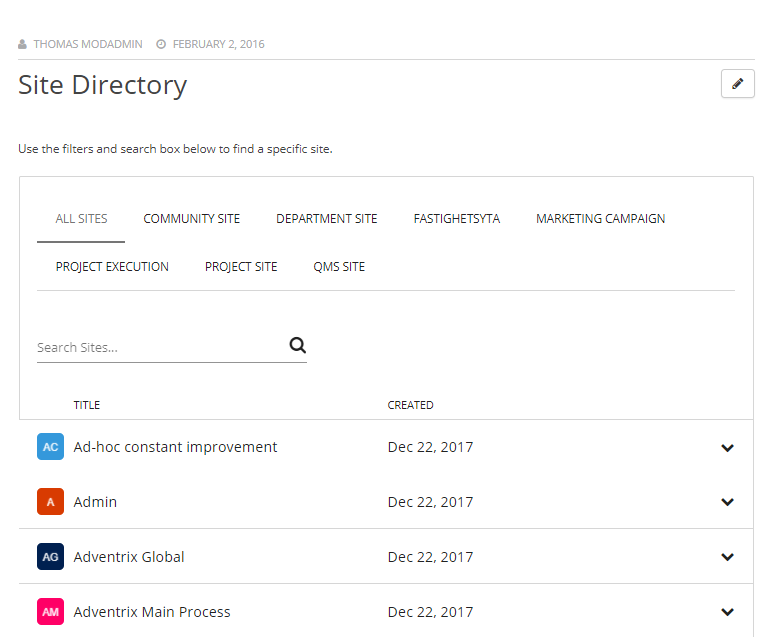 THOMAS MODADMIN FEBRUARY 2, 2016
Site Directory
Use the filters and search box below to find a specific site.
ALL SITES COMMUNITY SITE DEPARTMENT SITE FASTIGHETSYTA MARKETING CAMPAIGN
PROJECT EXECUTION PROJECT SITE QMS SITE
Search Sites...
TITLE CREATED
AC Ad-hoc constant improvement Dec 22, 2017
A Admin Dec 22, 2017
AG Adventrix Global Dec 22, 2017
AM Adventrix Main Process Dec 22, 2017